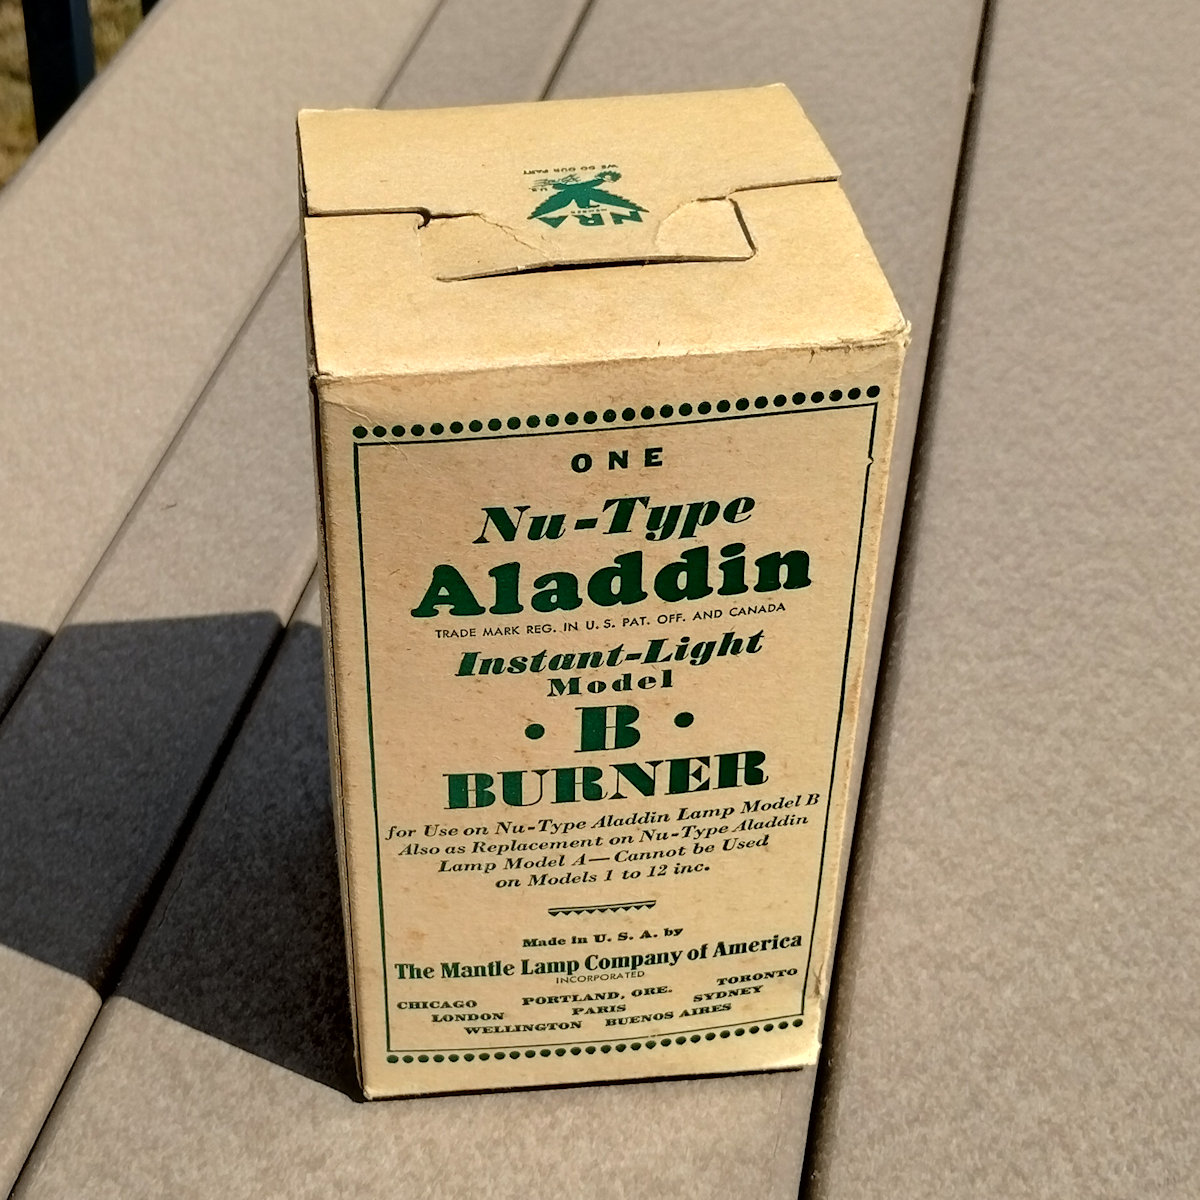 WE DO OUR PART
U.S.
MEMBER
NRA
ONE
Nu-Type
Aladdin
TRADE MARK REG. IN U.S. PAT. OFF. AND CANADA
Instant-Light
Model
• B •
BURNER
for Use on Nu-Type Aladdin Lamp Model B
Also as Replacement on Nu-Type Aladdin
Lamp Model A—Cannot be Used
on Models 1 to 12 inc.
Made in U. S. A. by
The Mantle Lamp Company of America
INCORPORATED
CHICAGO PORTLAND, ORE. TORONTO
LONDON PARIS SYDNEY
WELLINGTON BUENOS AIRES